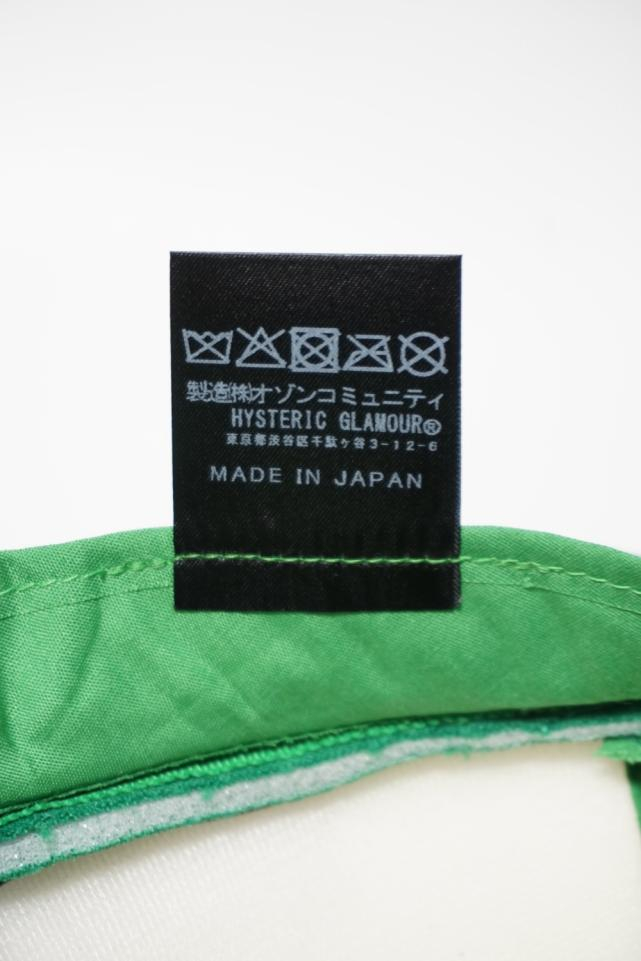 製造(株)オゾンコミュニティ
HYSTERIC GLAMOUR®
東京都渋谷区千駄ヶ谷3-12-6
MADE IN JAPAN